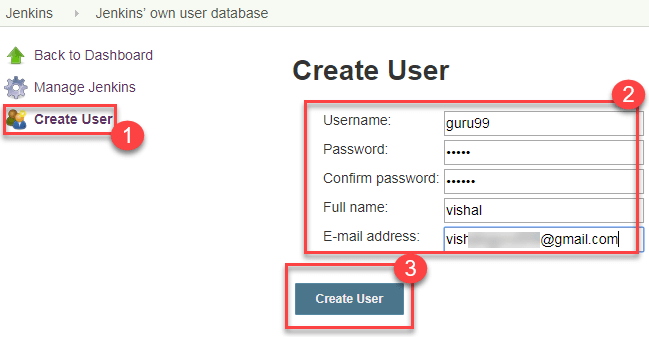 Jenkins Jenkins' own user database
Back to Dashboard
Manage Jenkins
Create User
1
Create User
2
Username: guru99
Password: •••••
Confirm password: ••••••
Full name: vishal
E-mail address: vish @gmail.com
3
Create User